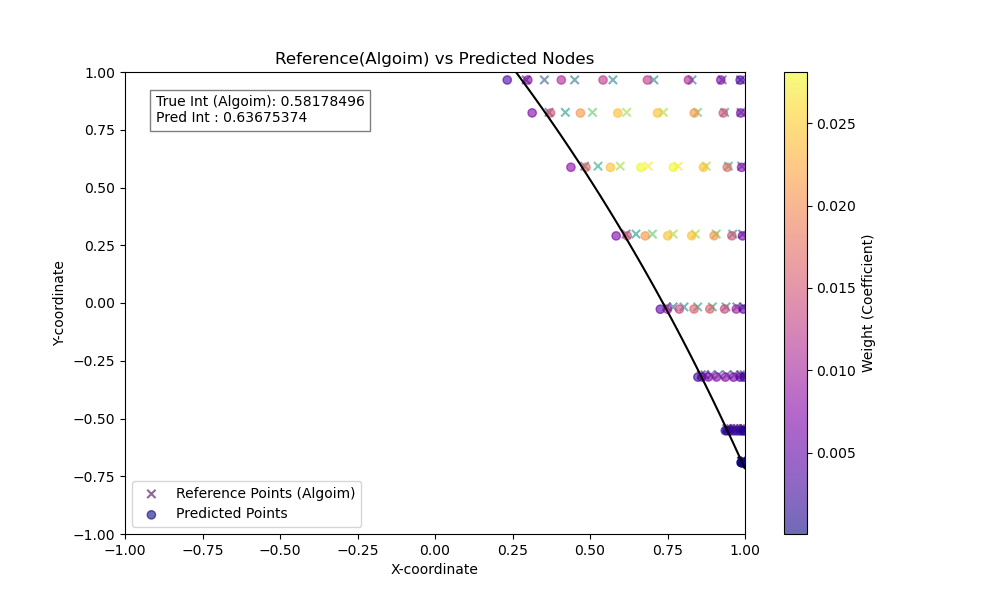 Reference(Algoim) vs Predicted Nodes
True Int (Algoim): 0.58178496
Pred Int : 0.63675374
1.00
0.75
0.50
0.25
0.00
−0.25
−0.50
−0.75
−1.00
Y-coordinate
Reference Points (Algoim)
Predicted Points
−1.00 −0.75 −0.50 −0.25 0.00 0.25 0.50 0.75 1.00
X-coordinate
0.025
0.020
0.015
0.010
0.005
Weight (Coefficient)